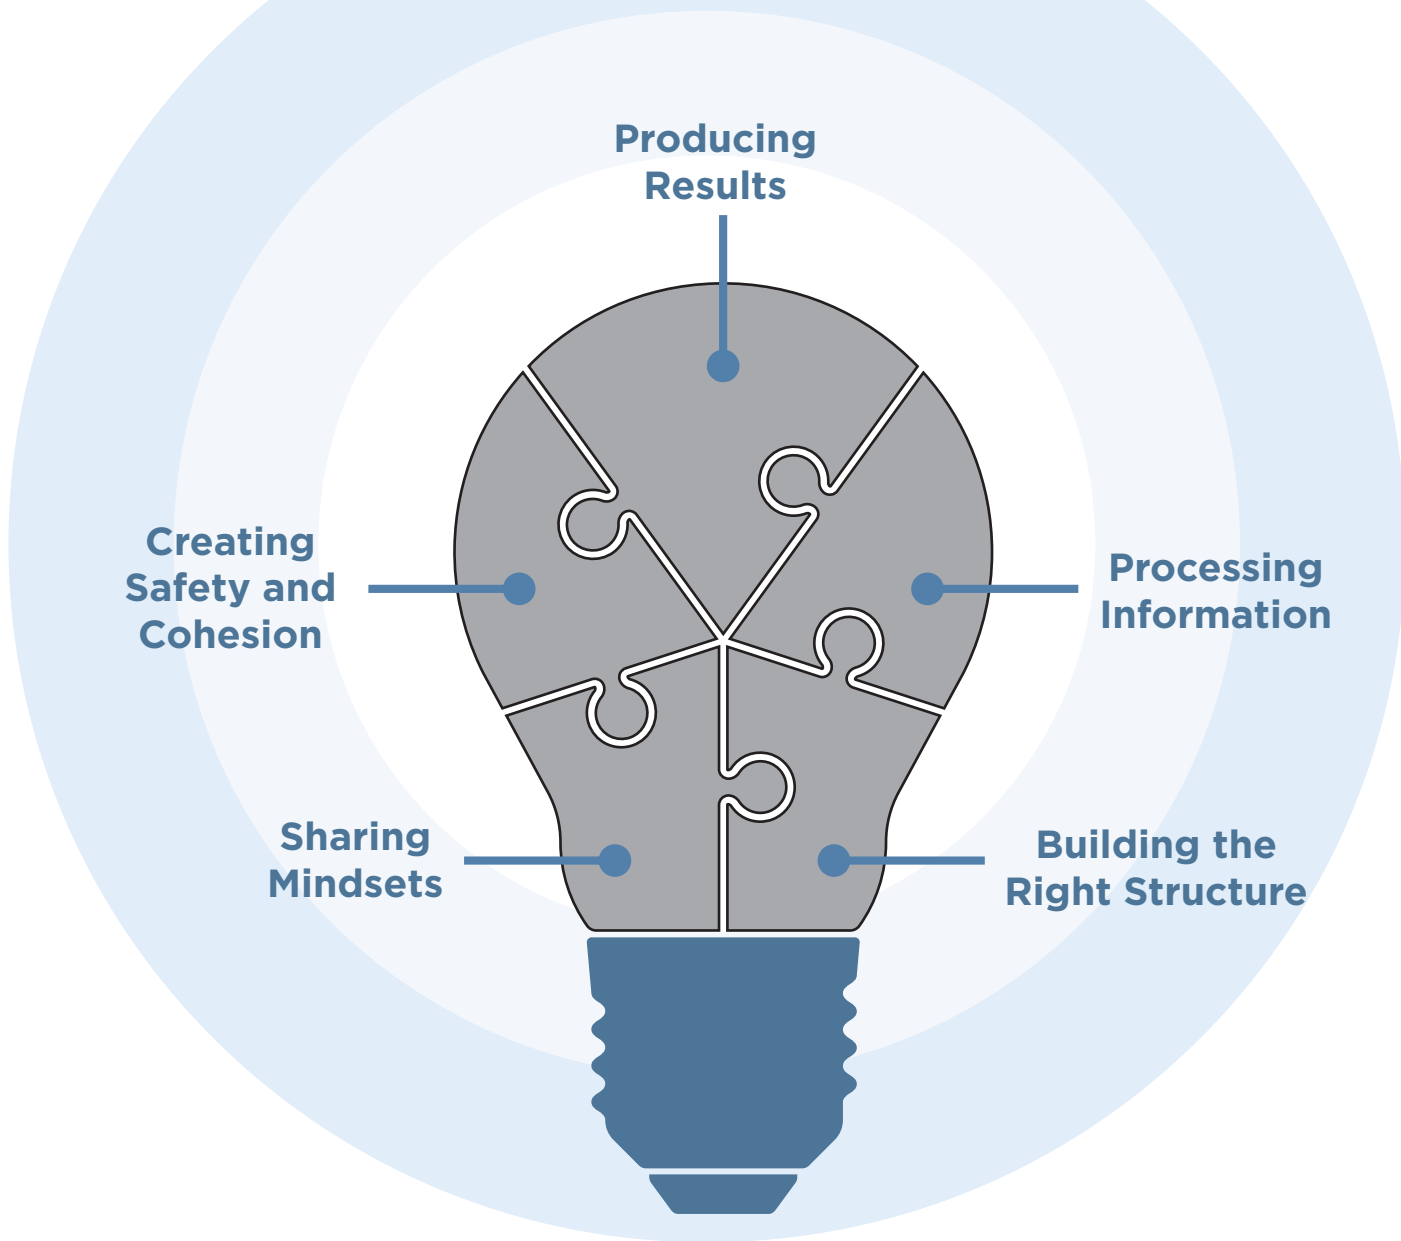 Producing
Results
Creating
Safety and
Cohesion
Processing
Information
Sharing
Mindsets
Building the
Right Structure